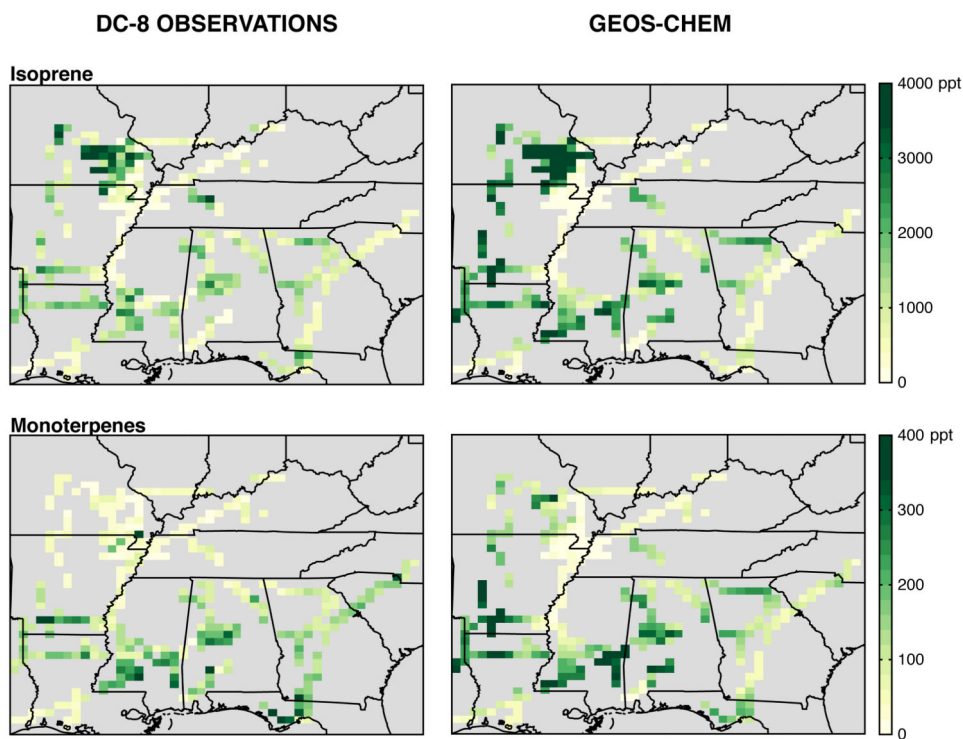 DC-8 OBSERVATIONS
GEOS-CHEM
Isoprene
4000 ppt
3000
2000
1000
0
Monoterpenes
400 ppt
300
200
100
0